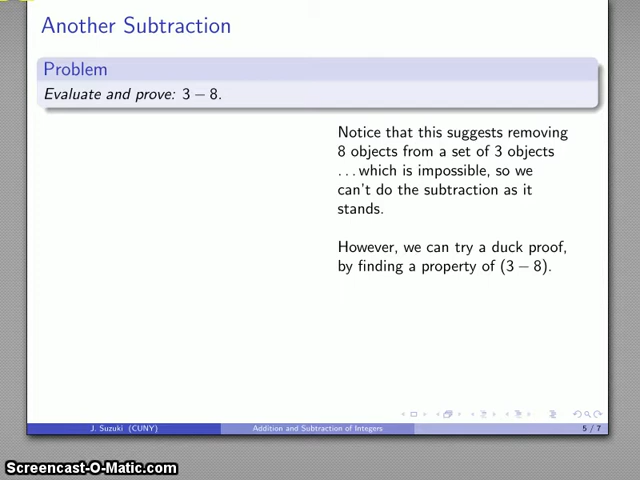 Another Subtraction
Problem
Evaluate and prove: 3 − 8.
Notice that this suggests removing
8 objects from a set of 3 objects
...which is impossible, so we
can't do the subtraction as it
stands.
However, we can try a duck proof,
by finding a property of (3 − 8).
J. Suzuki (CUNY)
Addition and Subtraction of Integers
5 / 7
Screencast-O-Matic.com